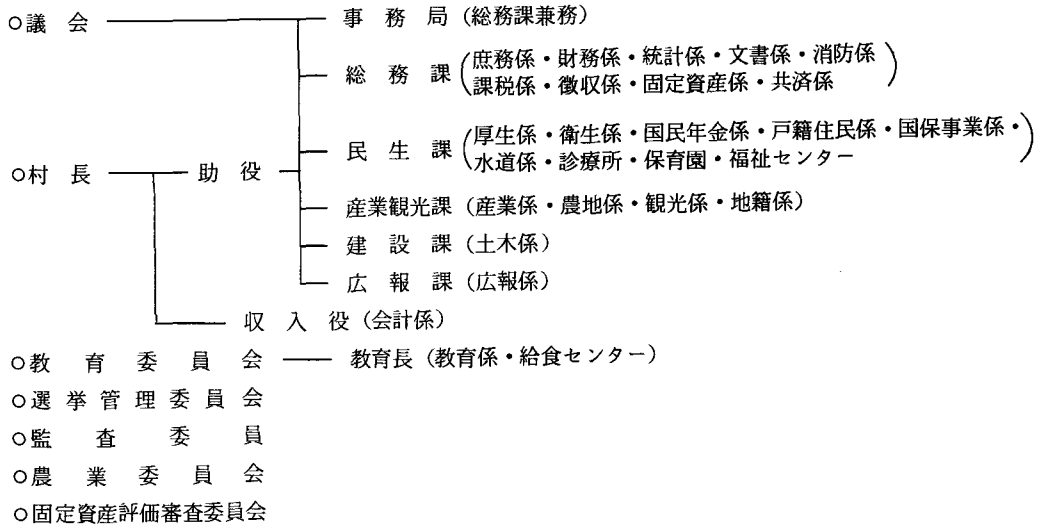 ○議会 事務局(総務課兼務)
総務課(庶務係・財務係・統計係・文書係・消防係
課税係・徴収係・固定資産係・共済係)
民生課(厚生係・衛生係・国民年金係・戸籍住民係・国保事業係・
水道係・診療所・保育園・福祉センター)
○村長 助役
産業観光課(産業係・農地係・観光係・地籍係)
建設課(土木係)
広報課(広報係)
収入役(会計係)
○教育委員会 教育長(教育係・給食センター)
○選挙管理委員会
○監査委員
○農業委員会
○固定資産評価審査委員会